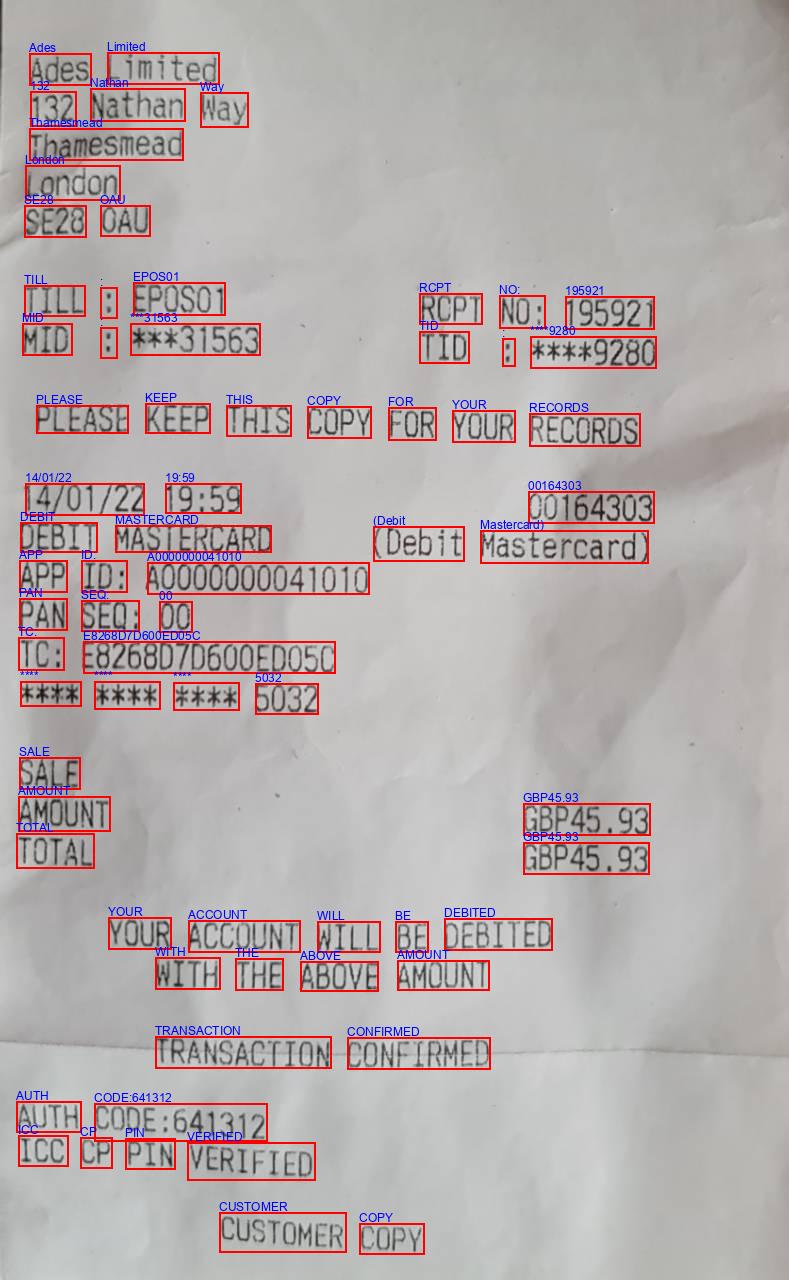 Ades Limited
132 Nathan Way
Thamesmead
London
SE28 0AU
TILL : EPOS01 RCPT NO: 195921
MID : ***31563 TID : ****9280
PLEASE KEEP THIS COPY FOR YOUR RECORDS
14/01/22 19:59 00164303
DEBIT MASTERCARD (Debit Mastercard)
APP ID: A0000000041010
PAN SEQ: 00
TC: E8268D7D600ED05C
**** **** **** 5032
SALE
AMOUNT GBP45.93
TOTAL GBP45.93
YOUR ACCOUNT WILL BE DEBITED
WITH THE ABOVE AMOUNT
TRANSACTION CONFIRMED
AUTH CODE:641312
ICC CP PIN VERIFIED
CUSTOMER COPY